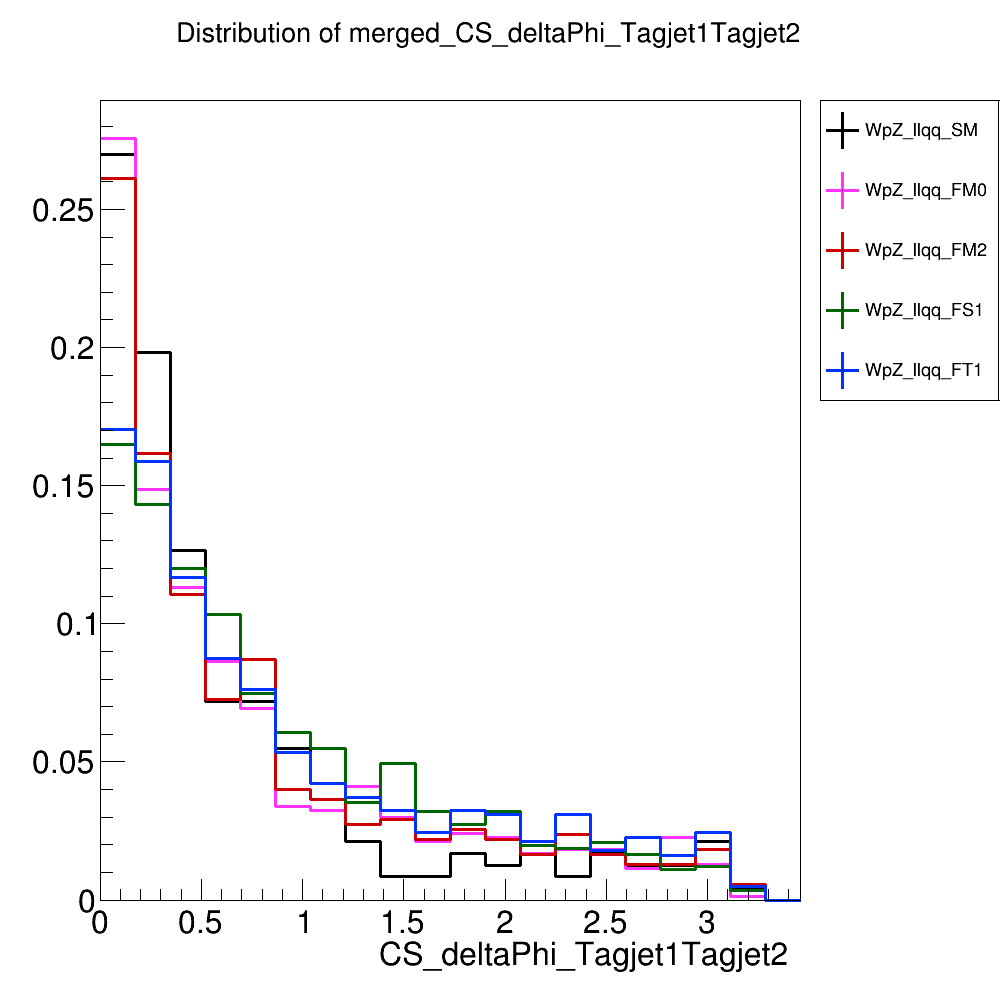 Distribution of merged_CS_deltaPhi_Tagjet1Tagjet2
WpZ_llqq_SM
WpZ_llqq_FM0
WpZ_llqq_FM2
WpZ_llqq_FS1
WpZ_llqq_FT1
0.25
0.2
0.15
0.1
0.05
0
0 0.5 1 1.5 2 2.5 3
CS_deltaPhi_Tagjet1Tagjet2